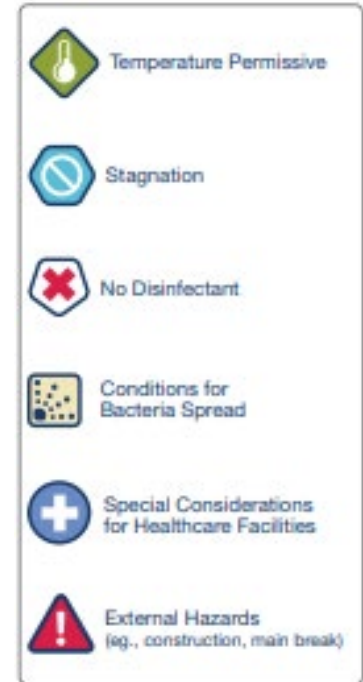 Temperature Permissive
Stagnation
No Disinfectant
Conditions for
Bacteria Spread
Special Considerations
for Healthcare Facilities
External Hazards
(eg., construction, main break)